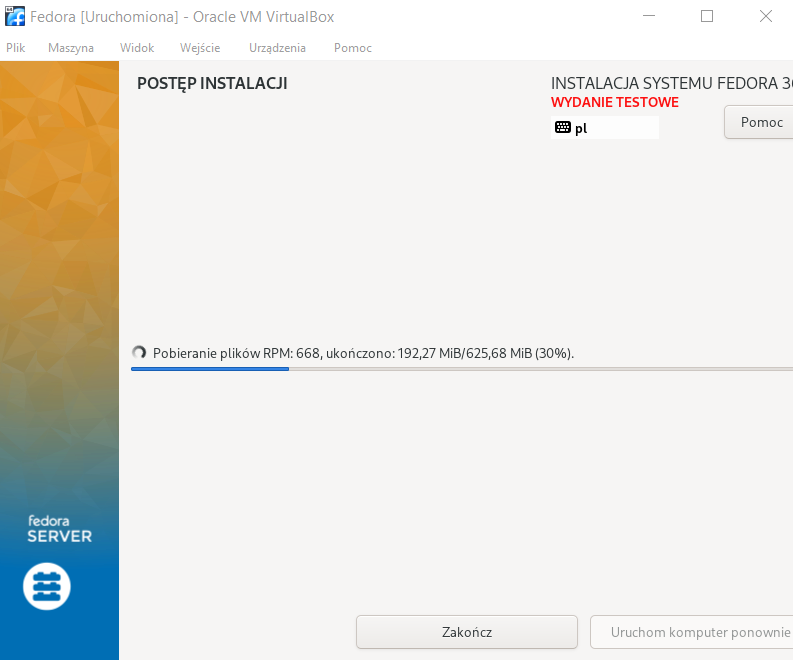 Fedora [Uruchomiona] - Oracle VM VirtualBox
Plik Maszyna Widok Wejście Urządzenia Pomoc
POSTĘP INSTALACJI
INSTALACJA SYSTEMU FEDORA 3
WYDANIE TESTOWE
pl
Pomoc
Pobieranie plików RPM: 668, ukończono: 192,27 MiB/625,68 MiB (30%).
fedora
SERVER
Zakończ
Uruchom komputer ponownie